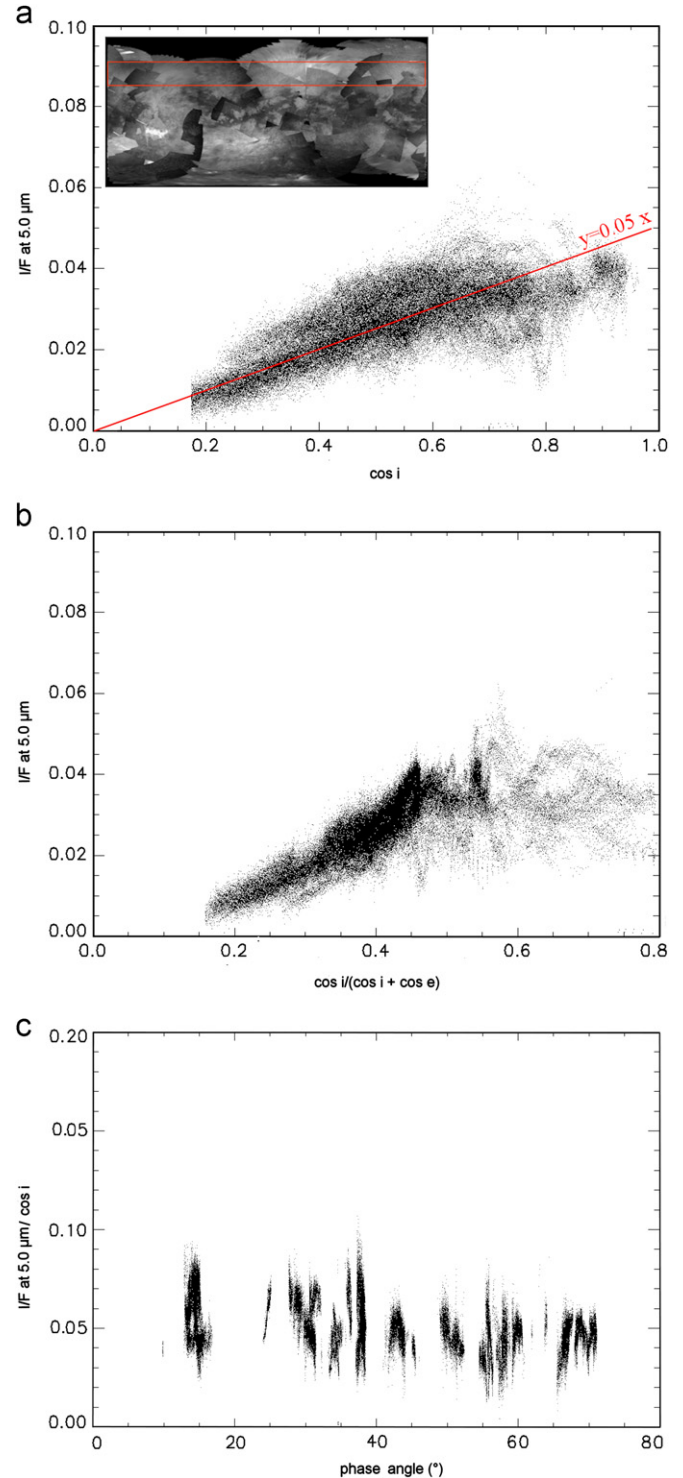 a
0.10
0.08
0.06
0.04
0.02
0.00
I/F at 5.0 µm
y=0.05 x
0.0 0.2 0.4 0.6 0.8 1.0
cos i
b
0.10
0.08
0.06
0.04
0.02
0.00
I/F at 5.0 µm
0.0 0.2 0.4 0.6 0.8
cos i/(cos i + cos e)
c
0.20
0.05
0.10
0.05
0.00
I/F at 5.0 µm/ cos i
0 20 40 60 80
phase angle (°)